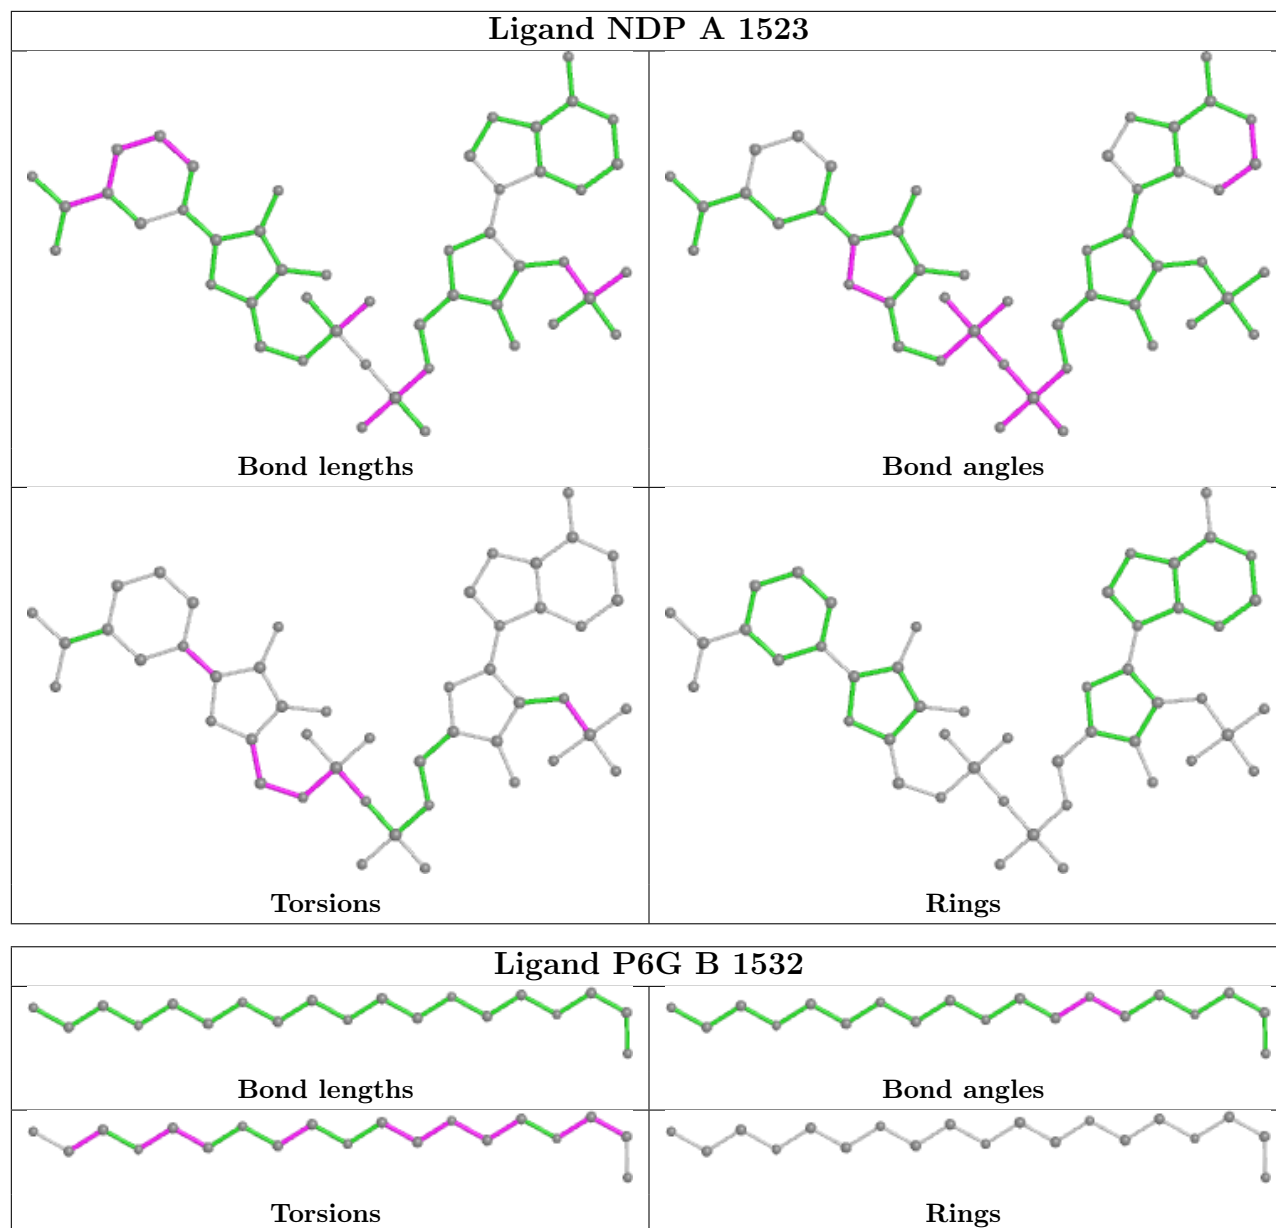 Ligand NDP A 1523
Bond lengths
Bond angles
Torsions
Rings
Ligand P6G B 1532
Bond lengths
Bond angles
Torsions
Rings